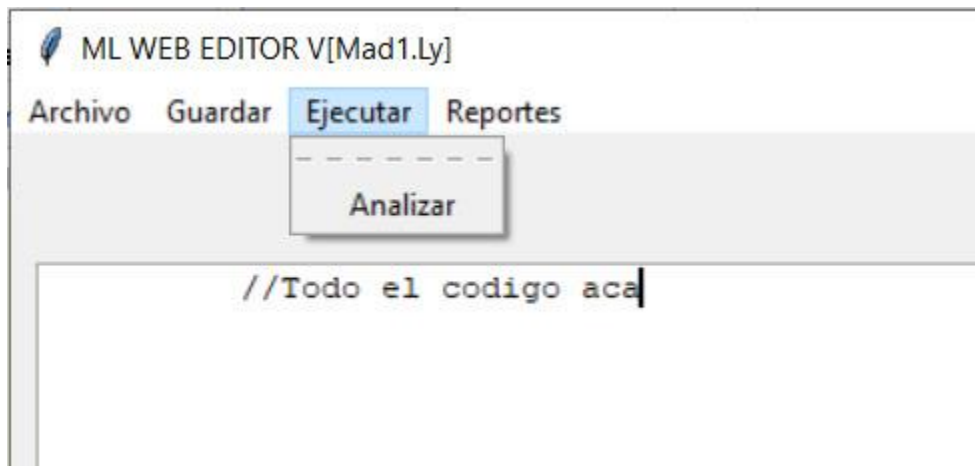 ML WEB EDITOR V[Mad1.Ly]
Archivo Guardar Ejecutar Reportes
Analizar
//Todo el codigo aca